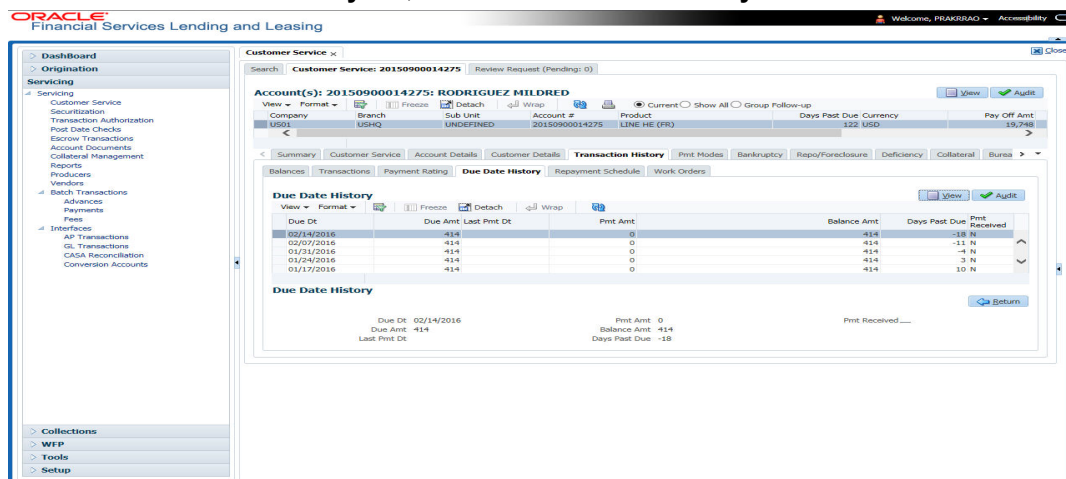 ORACLE
Financial Services Lending and Leasing
Welcome, PRAKRRAO Accessibility
Close
DashBoard
Origination
Servicing
Servicing
Customer Service
Securitization
Transaction Authorization
Post Date Checks
Escrow Transactions
Account Documents
Collateral Management
Reports
Producers
Vendors
Batch Transactions
Advances
Payments
Fees
Interfaces
AP Transactions
GL Transactions
CASA Reconciliation
Conversion Accounts
Collections
WFP
Tools
Setup
Customer Service
Search Customer Service: 20150900014275 Review Request (Pending: 0)
Account(s): 20150900014275: RODRIGUEZ MILDRED View Audit
View Format Freeze Detach Wrap Current Show All Group Follow-up
Company Branch Sub Unit Account # Product Days Past Due Currency Pay Off Amt
US01 USHQ UNDEFINED 20150900014275 LINE HE (FR) 122 USD 19,748
Summary Customer Service Account Details Customer Details Transaction History Pmt Modes Bankruptcy Repo/Foreclosure Deficiency Collateral Burea
Balances Transactions Payment Rating Due Date History Repayment Schedule Work Orders
Due Date History View Audit
View Format Freeze Detach Wrap
Due Dt Due Amt Last Pmt Dt Pmt Amt Balance Amt Days Past Due Pmt Received
02/14/2016 414 0 414 -18 N
02/07/2016 414 0 414 -11 N
01/31/2016 414 0 414 -4 N
01/24/2016 414 0 414 3 N
01/17/2016 414 0 414 10 N
Due Date History
Return
Due Dt 02/14/2016 Pmt Amt 0 Pmt Received
Due Amt 414 Balance Amt 414
Last Pmt Dt Days Past Due -18